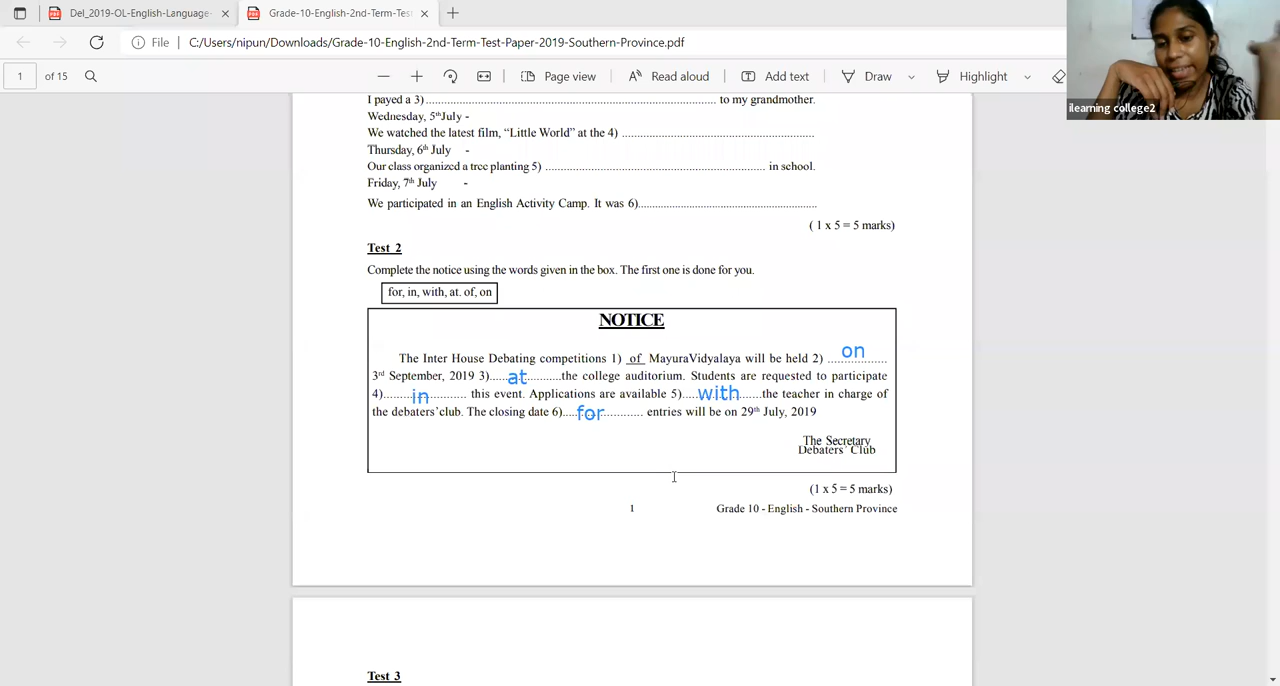 Del_2019-OL-English-Language-
Grade-10-English-2nd-Term-Test
File
C:/Users/nipun/Downloads/Grade-10-English-2nd-Term-Test-Paper-2019-Southern-Province.pdf
1 of 15
Page view
Read aloud
Add text
Draw
Highlight
ilearning college2
I payed a 3)........................................ to my grandmother.
Wednesday, 5thJuly -
We watched the latest film, “Little World” at the 4) ........................................
Thursday, 6th July -
Our class organized a tree planting 5) ........................................ in school.
Friday, 7th July -
We participated in an English Activity Camp. It was 6)........................................
( 1 x 5 = 5 marks)
Test 2
Complete the notice using the words given in the box. The first one is done for you.
for, in, with, at. of, on
NOTICE
The Inter House Debating competitions 1) of MayuraVidyalaya will be held 2) on
3rd September, 2019 3).....at..........the college auditorium. Students are requested to participate
4)........in.......... this event. Applications are available 5)....with.....the teacher in charge of
the debaters’club. The closing date 6)....for......... entries will be on 29th July, 2019
The Secretary
Debaters’ Club
(1 x 5 = 5 marks)
1
Grade 10 - English - Southern Province
Test 3